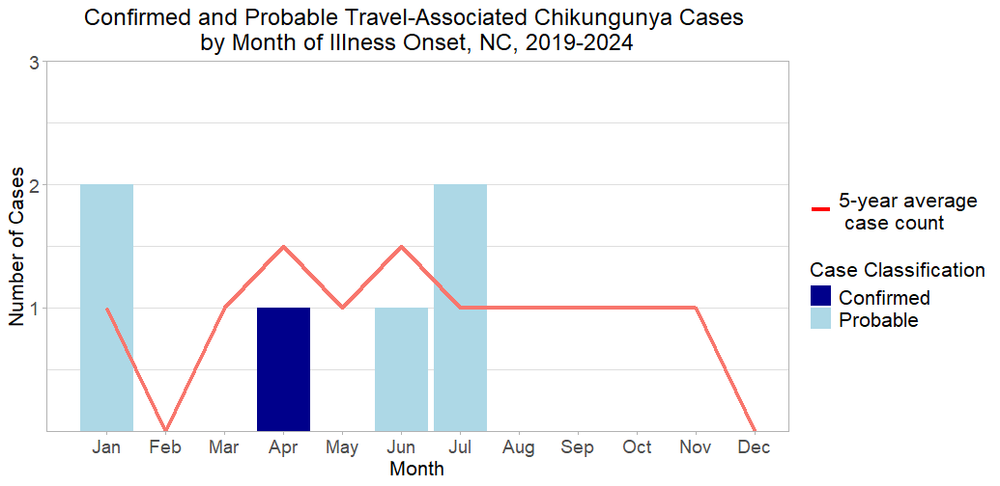 Confirmed and Probable Travel-Associated Chikungunya Cases
by Month of Illness Onset, NC, 2019-2024
Number of Cases
3
2
1
Jan Feb Mar Apr May Jun Jul Aug Sep Oct Nov Dec
Month
5-year average
case count
Case Classification
Confirmed
Probable